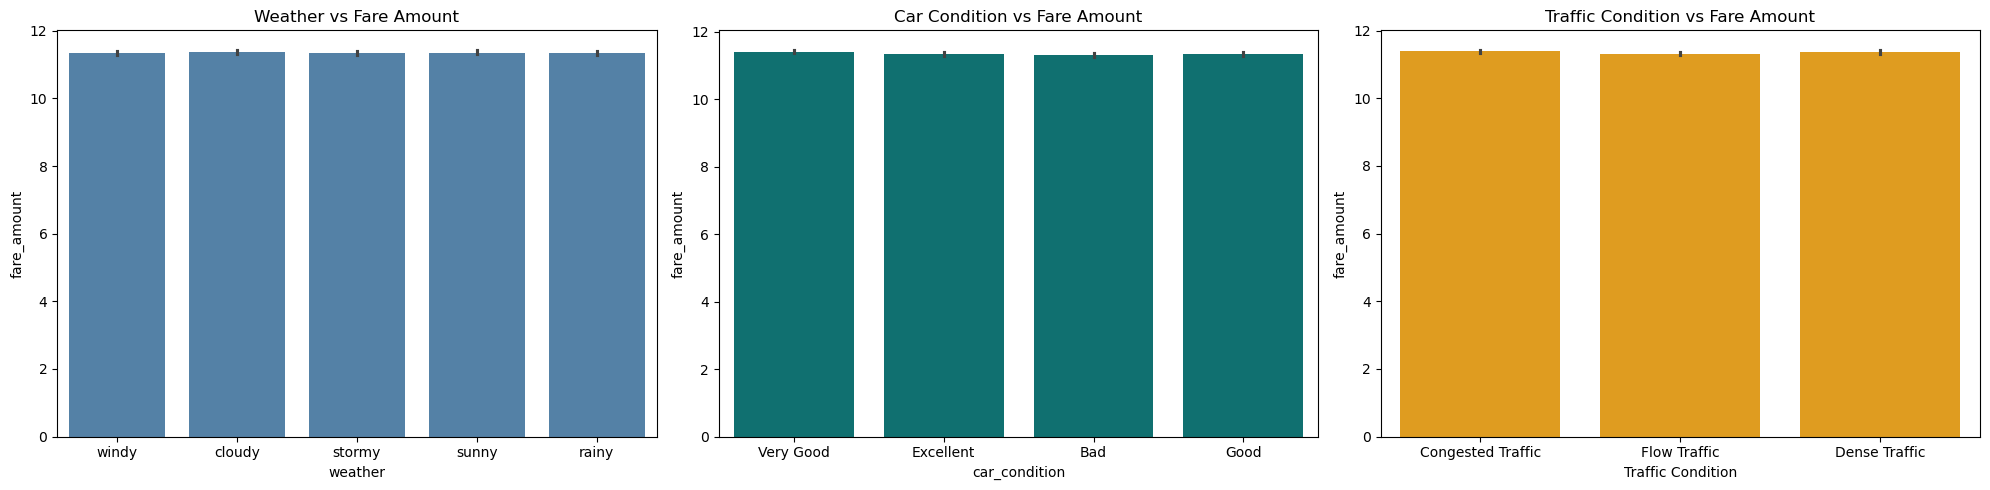 Weather vs Fare Amount
12
10
8
6
4
2
0
fare_amount
windy cloudy stormy sunny rainy
weather
Car Condition vs Fare Amount
12
10
8
6
4
2
0
fare_amount
Very Good Excellent Bad Good
car_condition
Traffic Condition vs Fare Amount
12
10
8
6
4
2
0
fare_amount
Congested Traffic Flow Traffic Dense Traffic
Traffic Condition